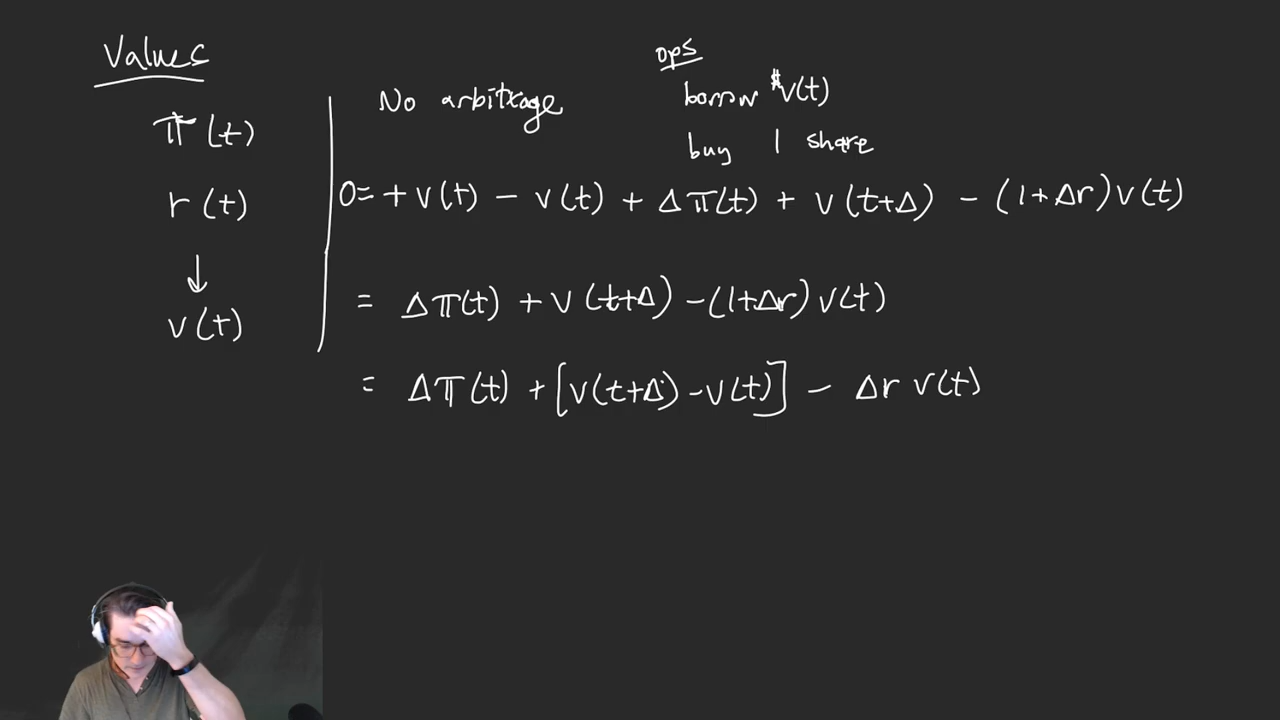 Values
π(t)
r(t)
↓
v(t)
No arbitrage
ops
borrow $v(t)
buy 1 share
0= +v(t) − v(t) + Δπ(t) + v(t+Δ) − (1+Δr)v(t)
= Δπ(t) + v(t+Δ) −(1+Δr)v(t)
= Δπ(t) + [v(t+Δ) −v(t)] − Δr v(t)